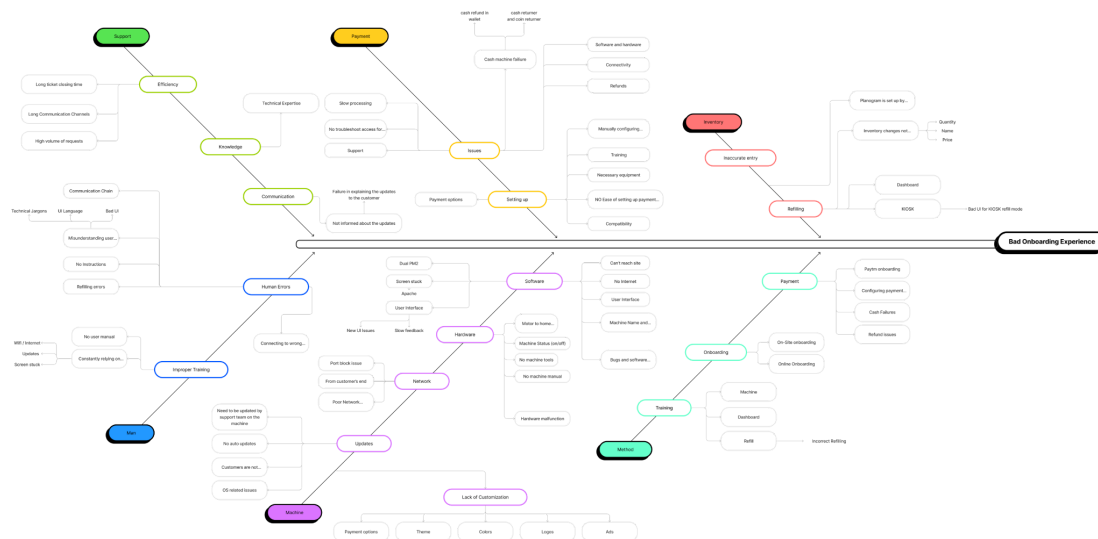 cash refund in
wallet
cash returner
and coin returner
Support
Payment
Cash machine failure
Software and hardware
Connectivity
Refunds
Efficiency
Long ticket closing time
Long Communication Channels
High volume of requests
Technical Expertise
Knowledge
Slow processing
No troubleshoot access for...
Support
Issues
Planogram is set up by...
Inventory
Inventory changes not...
Quantity
Name
Price
Inaccurate entry
Manually configuring...
Training
Necessary equipment
NO Ease of setting up payment...
Compatibility
Payment options
Setting up
Communication Chain
Communication
Failure in explaining the updates
to the customer
Not informed about the updates
Dashboard
KIOSK
Bad UI for KIOSK refill mode
Refilling
Technical Jargons
UI Language
Bad UI
Misunderstanding user...
No instructions
Refilling errors
Bad Onboarding Experience
Human Errors
Connecting to wrong...
Dual PMO
Screen stuck
Apache
User Interface
New UI Issues
Slow feedback
Software
Can't reach site
No Internet
User Interface
Machine Name and...
Bugs and software...
Payment
Paytm onboarding
Configuring payment...
Cash Failures
Refund issues
Hardware
Motor to home...
Machine Status (on/off)
No machine tools
No machine manual
Hardware malfunction
No user manual
Wifi / Internet
Updates
Screen stuck
Constantly relying on...
Improper Training
Port block issue
From customer's end
Poor Network...
Network
Onboarding
On-Site onboarding
Online Onboarding
Machine
Dashboard
Refill
Incorrect Refilling
Training
Man
Method
Need to be updated by
support team on the
machine
No auto updates
Customers are not...
OS related issues
Updates
Machine
Lack of Customization
Payment options
Theme
Colors
Logos
Ads